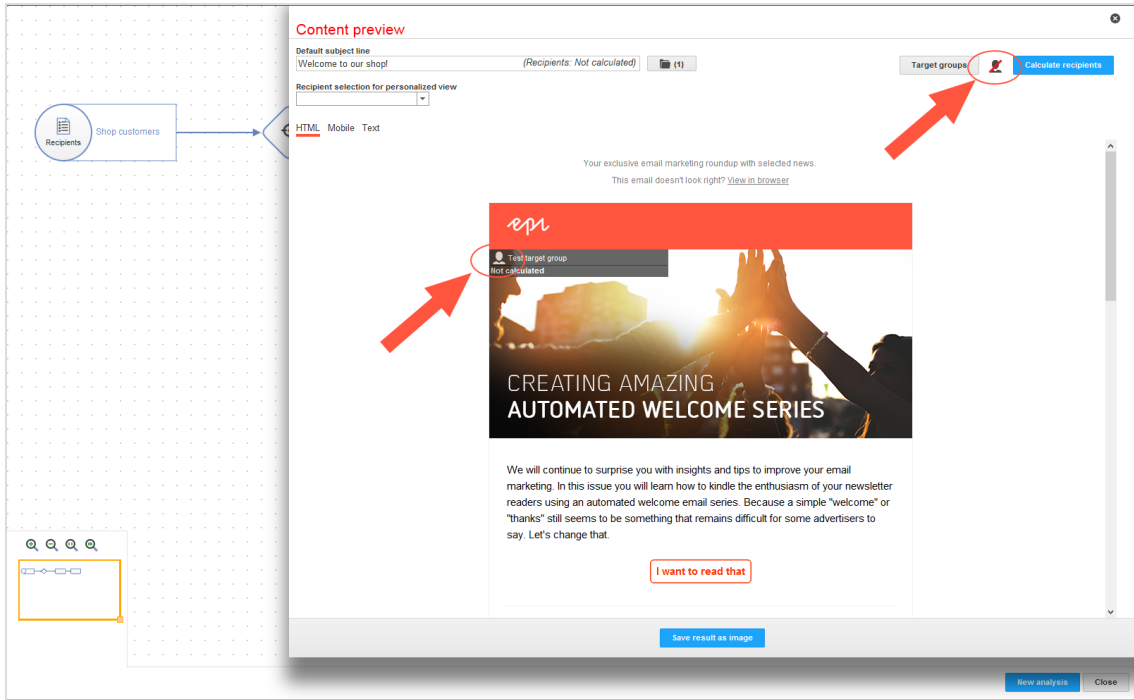 Content preview
Default subject line
Welcome to our shop!
(Recipients: Not calculated)
(1)
Target groups
Calculate recipients
Recipient selection for personalized view
Recipients
Shop customers
HTML Mobile Text
Your exclusive email marketing roundup with selected news.
This email doesn't look right? View in browser
epi
Test target group
Not calculated
CREATING AMAZING
AUTOMATED WELCOME SERIES
We will continue to surprise you with insights and tips to improve your email
marketing. In this issue you will learn how to kindle the enthusiasm of your newsletter
readers using an automated welcome email series. Because a simple "welcome" or
"thanks" still seems to be something that remains difficult for some advertisers to
say. Let's change that.
I want to read that
Save result as image
New analysis
Close